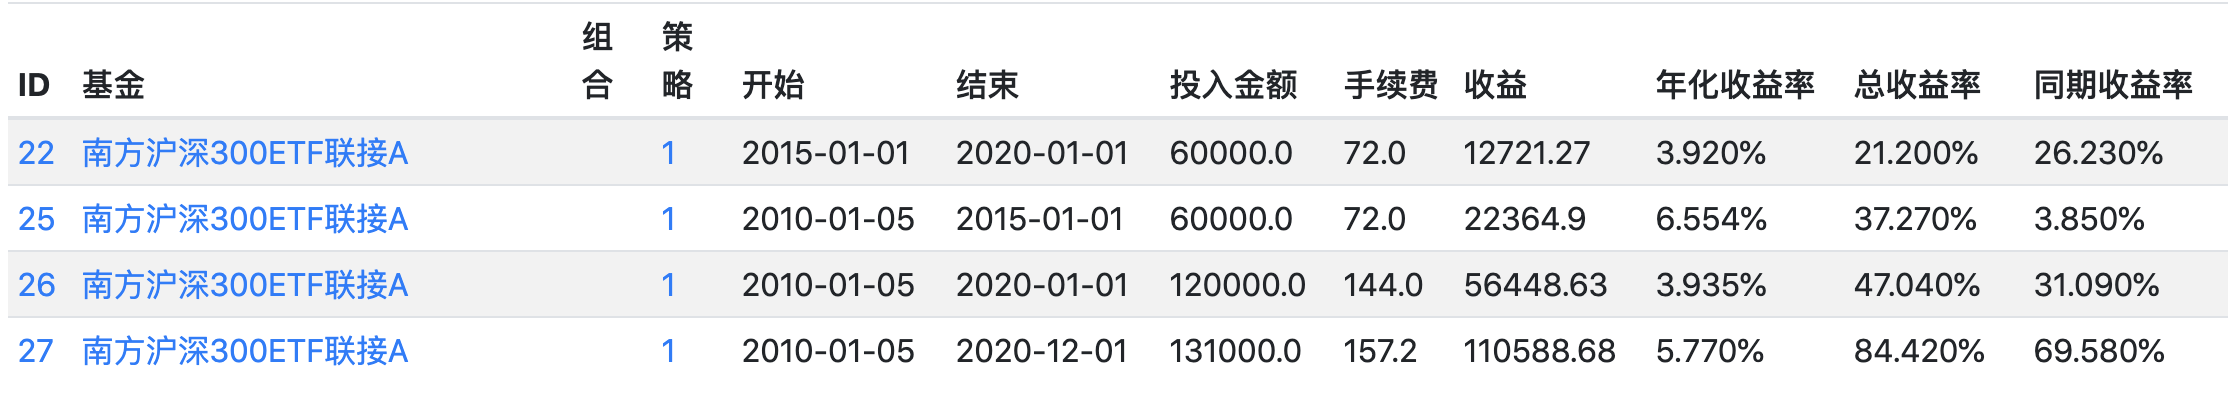 ID 基金 组合 策略 开始 结束 投入金额 手续费 收益 年化收益率 总收益率 同期收益率
22 南方沪深300ETF联接A 1 2015-01-01 2020-01-01 60000.0 72.0 12721.27 3.920% 21.200% 26.230%
25 南方沪深300ETF联接A 1 2010-01-05 2015-01-01 60000.0 72.0 22364.9 6.554% 37.270% 3.850%
26 南方沪深300ETF联接A 1 2010-01-05 2020-01-01 120000.0 144.0 56448.63 3.935% 47.040% 31.090%
27 南方沪深300ETF联接A 1 2010-01-05 2020-12-01 131000.0 157.2 110588.68 5.770% 84.420% 69.580%